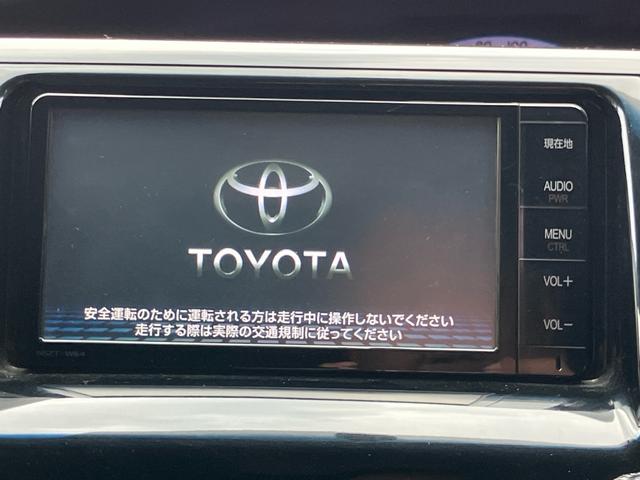 TOYOTA
安全運転のために運転される方は走行中に操作しないでください
走行する際は実際の交通規制に従ってください
NSZT-W64
現在地
AUDIO
PWR
MENU
CTRL
VOL+
VOL-